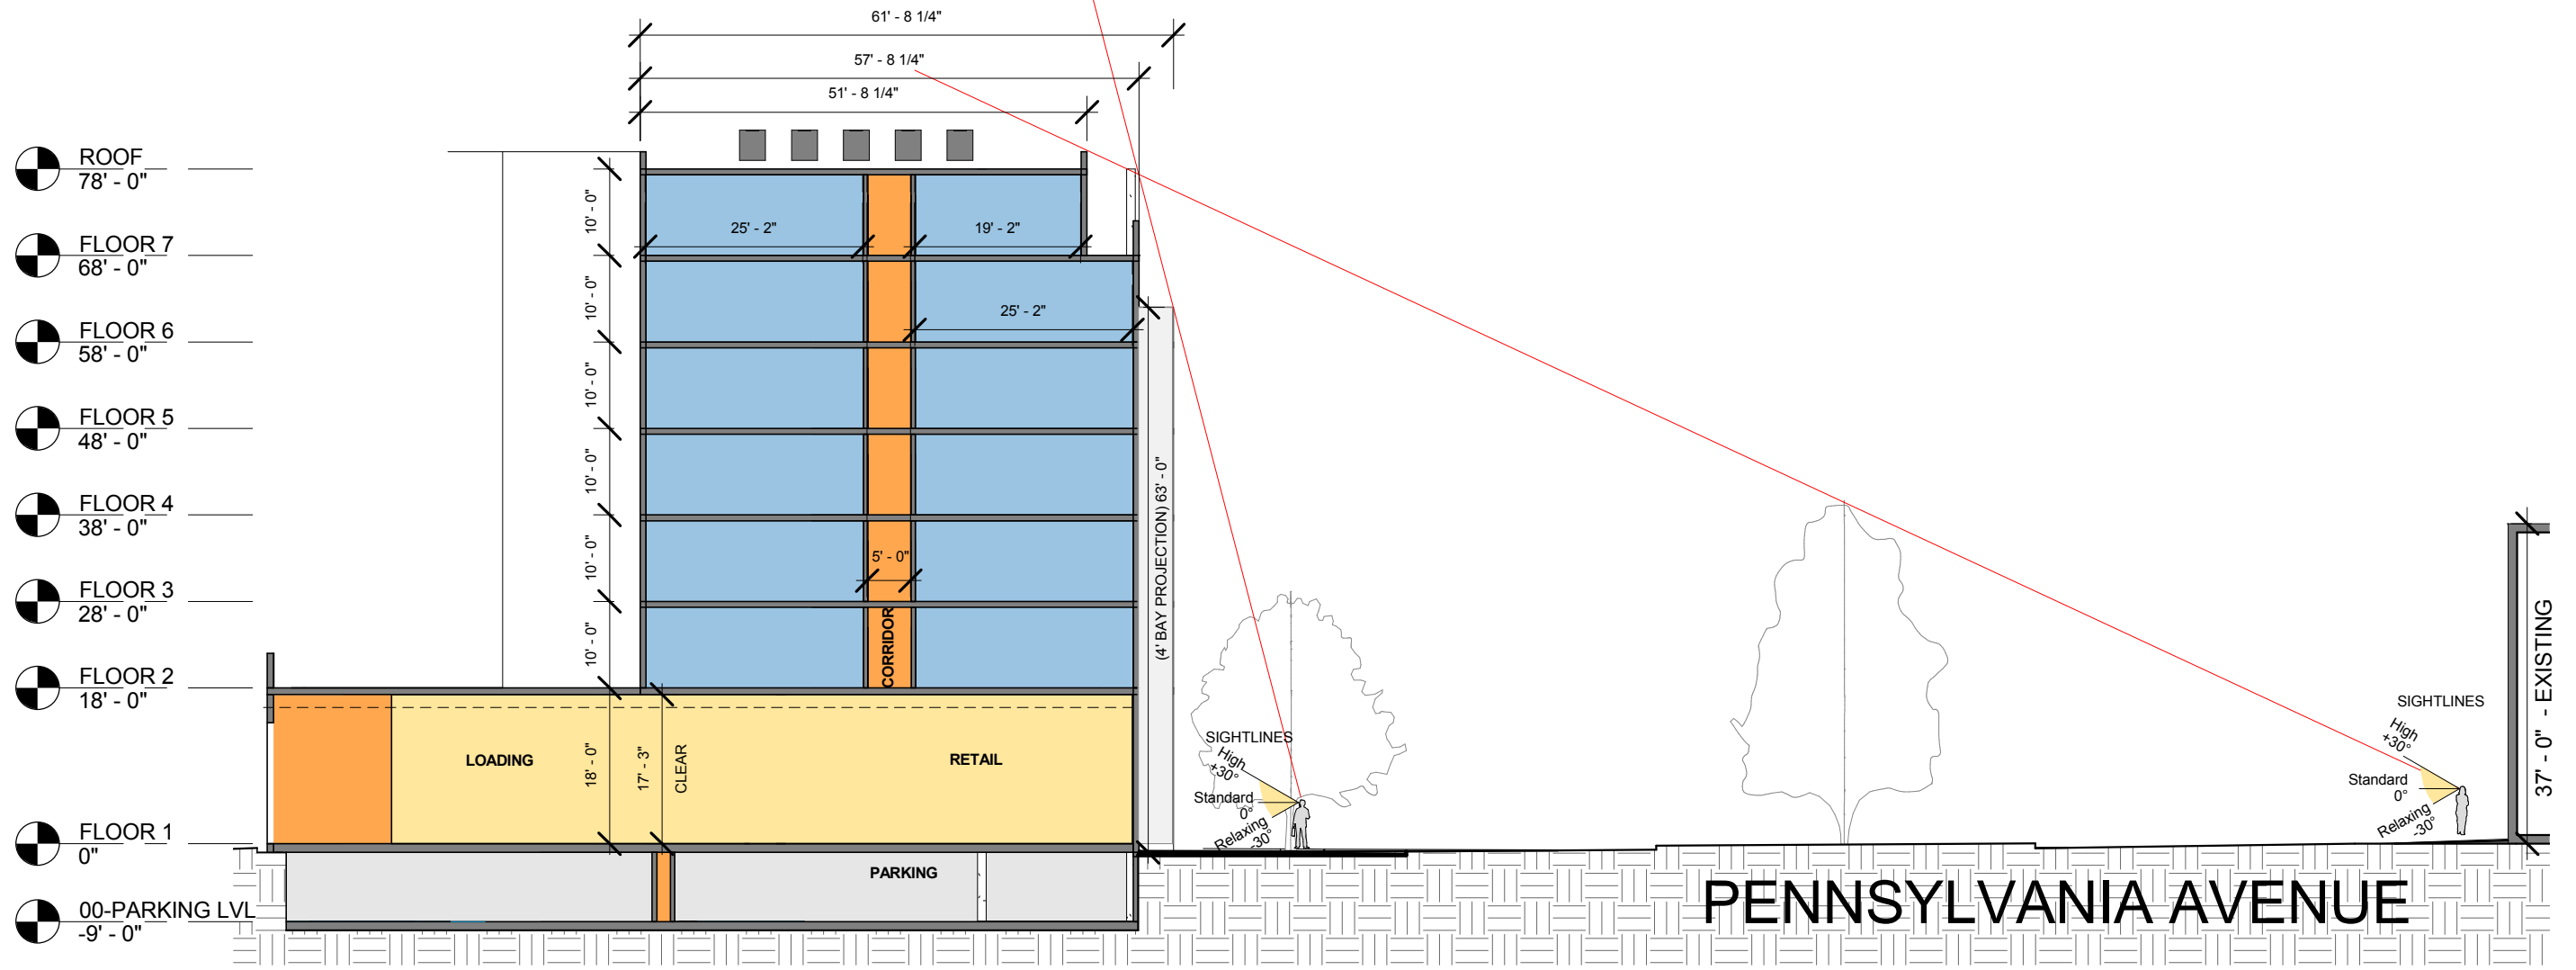 61' - 8 1/4"
57' - 8 1/4"
51' - 8 1/4"
ROOF
78' - 0"
10' - 0"
25' - 2"
19' - 2"
FLOOR 7
68' - 0"
10' - 0"
25' - 2"
FLOOR 6
58' - 0"
10' - 0"
FLOOR 5
48' - 0"
10' - 0"
(4' BAY PROJECTION) 63' - 0"
FLOOR 4
38' - 0"
10' - 0"
5' - 0"
FLOOR 3
28' - 0"
10' - 0"
CORRIDOR
FLOOR 2
18' - 0"
LOADING
18' - 0"
17' - 3"
CLEAR
RETAIL
SIGHTLINES
High
+30°
Standard
0°
Relaxing
-30°
SIGHTLINES
High
+30°
Standard
0°
Relaxing
-30°
37' - 0" - EXISTING
FLOOR 1
0"
PARKING
00-PARKING LVL
-9' - 0"
PENNSYLVANIA AVENUE